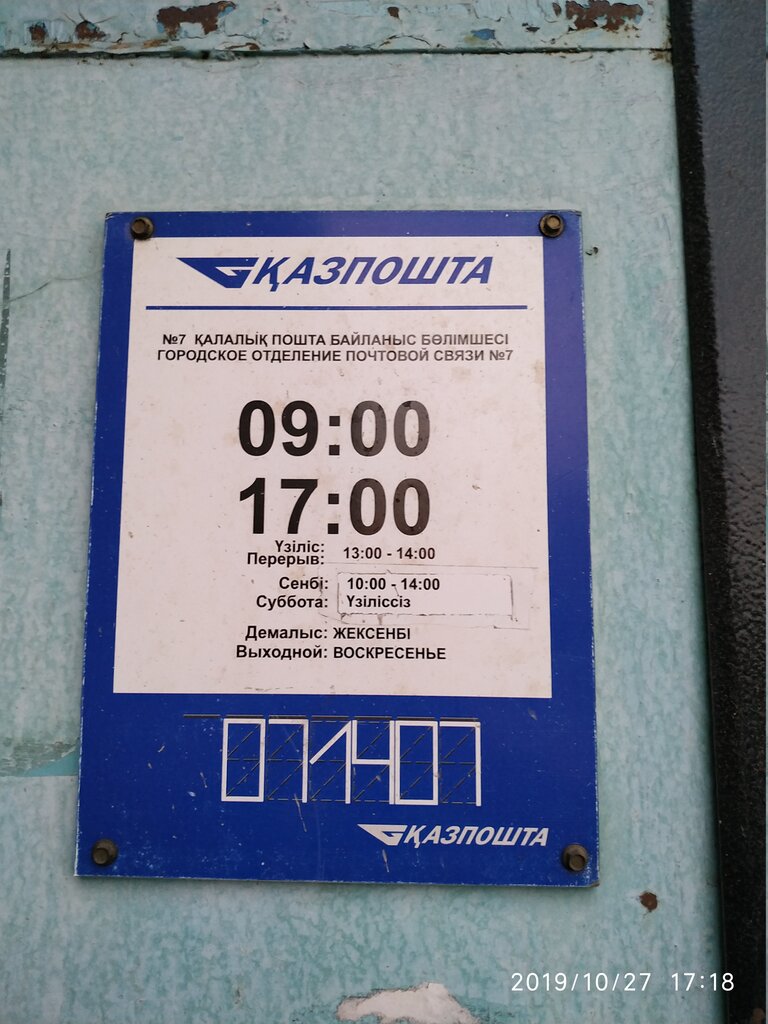 ҚАЗПОШТА
№7 ҚАЛАЛЫҚ ПОШТА БАЙЛАНЫС БӨЛІМШЕСІ
ГОРОДСКОЕ ОТДЕЛЕНИЕ ПОЧТОВОЙ СВЯЗИ №7
09:00
17:00
Үзіліс:
Перерыв: 13:00 - 14:00
Сенбі: 10:00 - 14:00
Суббота: Үзіліссіз
Демалыс: ЖЕКСЕНБІ
Выходной: ВОСКРЕСЕНЬЕ
071407
ҚАЗПОШТА
2019/10/27 17:18